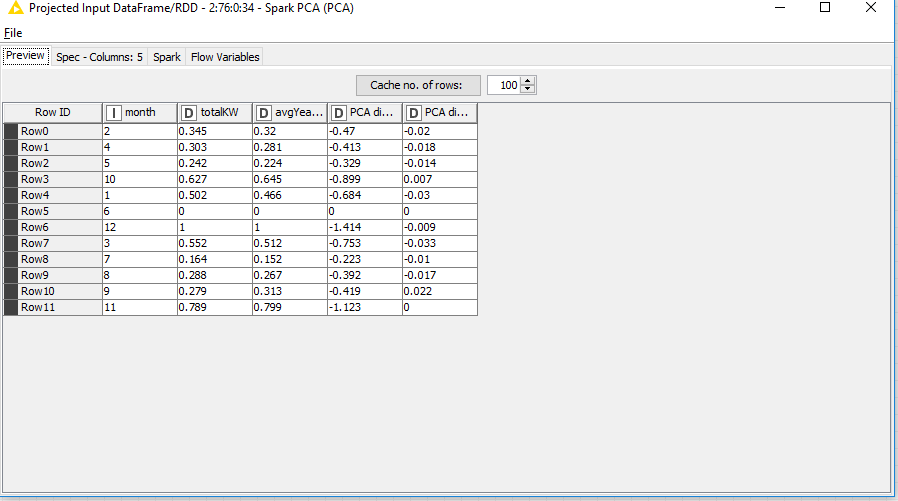 Projected Input DataFrame/RDD - 2:76:0:34 - Spark PCA (PCA)
File
Preview Spec - Columns: 5 Spark Flow Variables
Cache no. of rows: 100
Row ID I month D totalKW D avgYea... D PCA di... D PCA di...
Row0 2 0.345 0.32 -0.47 -0.02
Row1 4 0.303 0.281 -0.413 -0.018
Row2 5 0.242 0.224 -0.329 -0.014
Row3 10 0.627 0.645 -0.899 0.007
Row4 1 0.502 0.466 -0.684 -0.03
Row5 6 0 0 0 0
Row6 12 1 1 -1.414 -0.009
Row7 3 0.552 0.512 -0.753 -0.033
Row8 7 0.164 0.152 -0.223 -0.01
Row9 8 0.288 0.267 -0.392 -0.017
Row10 9 0.279 0.313 -0.419 0.022
Row11 11 0.789 0.799 -1.123 0